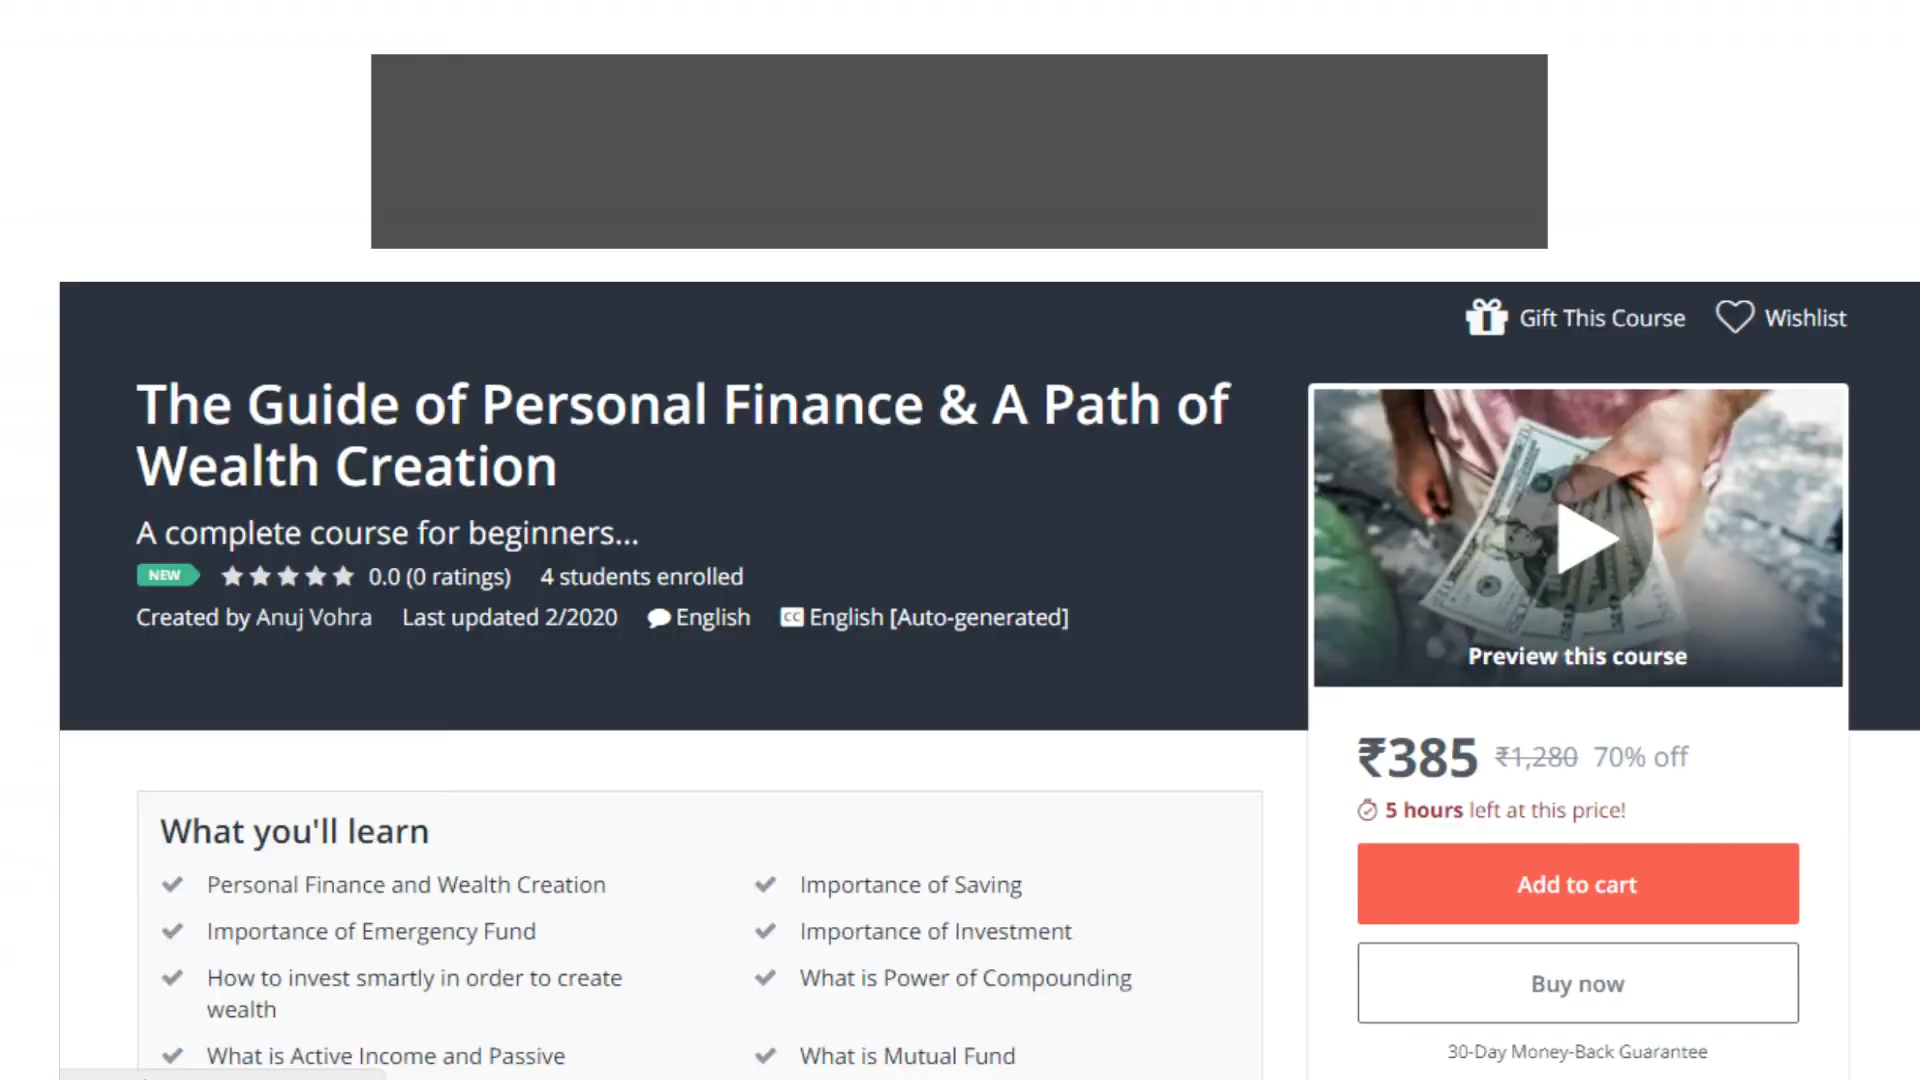 Gift This Course Wishlist
The Guide of Personal Finance & A Path of
Wealth Creation
A complete course for beginners...
NEW 0.0 (0 ratings) 4 students enrolled
Created by Anuj Vohra Last updated 2/2020 English CC English [Auto-generated]
Preview this course
₹385 ₹1,280 70% off
5 hours left at this price!
Add to cart
Buy now
30-Day Money-Back Guarantee
What you'll learn
Personal Finance and Wealth Creation
Importance of Saving
Importance of Emergency Fund
Importance of Investment
How to invest smartly in order to create
wealth
What is Power of Compounding
What is Active Income and Passive
What is Mutual Fund